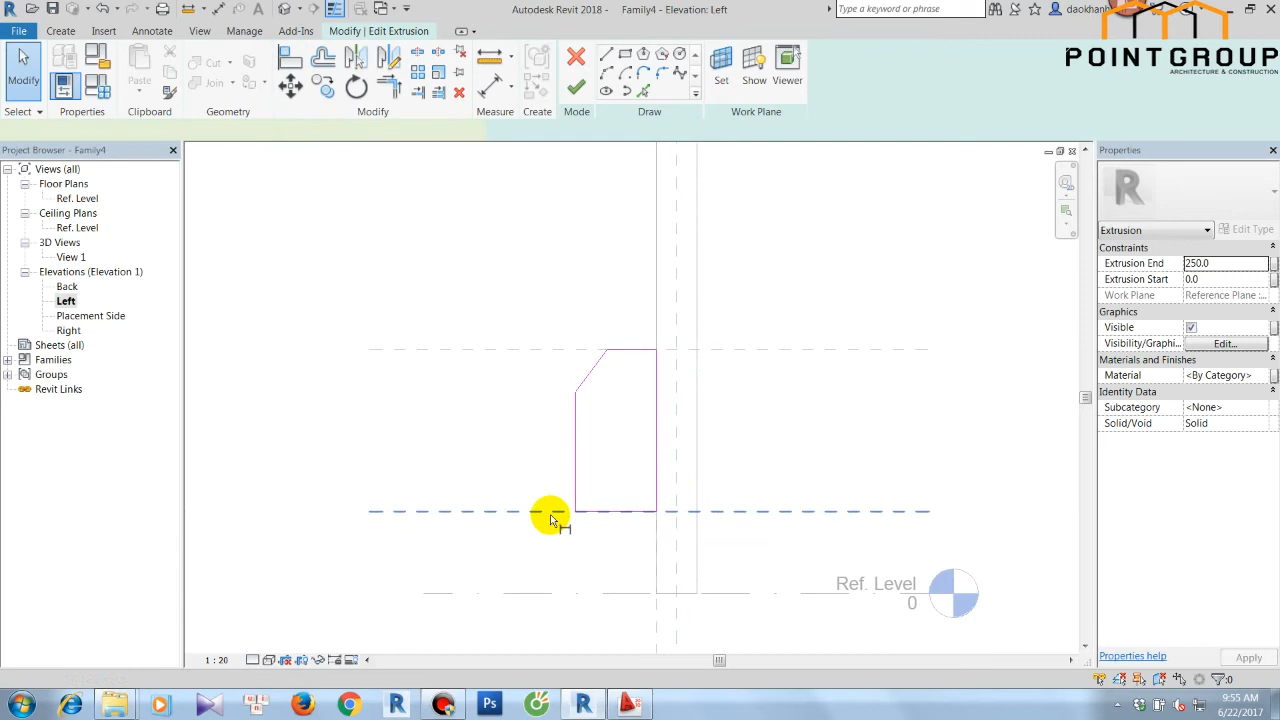 Autodesk Revit 2018 - Family4 - Elevation: Left
Type a keyword or phrase
daokhanh
POINTGROUP
ARCHITECTURE & CONSTRUCTION
File Create Insert Annotate View Manage Add-Ins Modify | Edit Extrusion
Modify
Paste
Cut
Join
Set Show Viewer
Select Properties Clipboard Geometry Modify Measure Create Mode Draw Work Plane
Project Browser - Family4
Views (all)
Floor Plans
Ref. Level
Ceiling Plans
Ref. Level
3D Views
View 1
Elevations (Elevation 1)
Back
Left
Placement Side
Right
Sheets (all)
Families
Groups
Revit Links
Ref. Level
0
1 : 20
Properties
R
Extrusion
Edit Type
Constraints
Extrusion End 250.0
Extrusion Start 0.0
Work Plane Reference Plane : ...
Graphics
Visible
Visibility/Graphi... Edit...
Materials and Finishes
Material <By Category>
Identity Data
Subcategory <None>
Solid/Void Solid
Properties help
Apply
:0
9:55 AM
6/22/2017